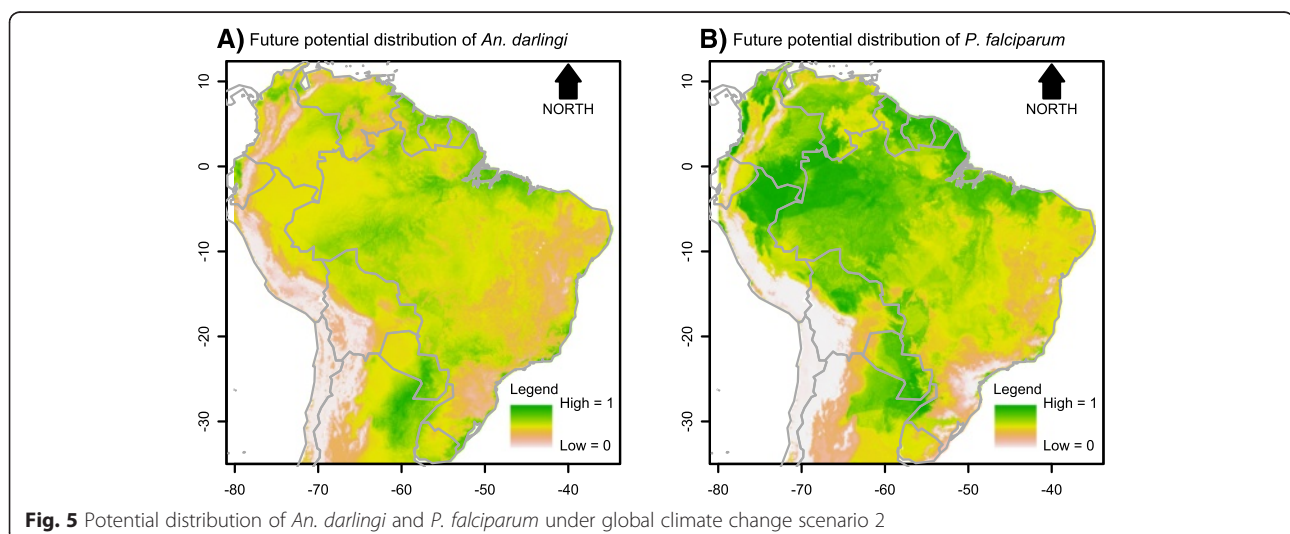 A) Future potential distribution of An. darlingi
B) Future potential distribution of P. falciparum
10
0
-10
-20
-30
NORTH
Legend
High = 1
Low = 0
-80 -70 -60 -50 -40
10
0
-10
-20
-30
NORTH
Legend
High = 1
Low = 0
-80 -70 -60 -50 -40
Fig. 5 Potential distribution of An. darlingi and P. falciparum under global climate change scenario 2